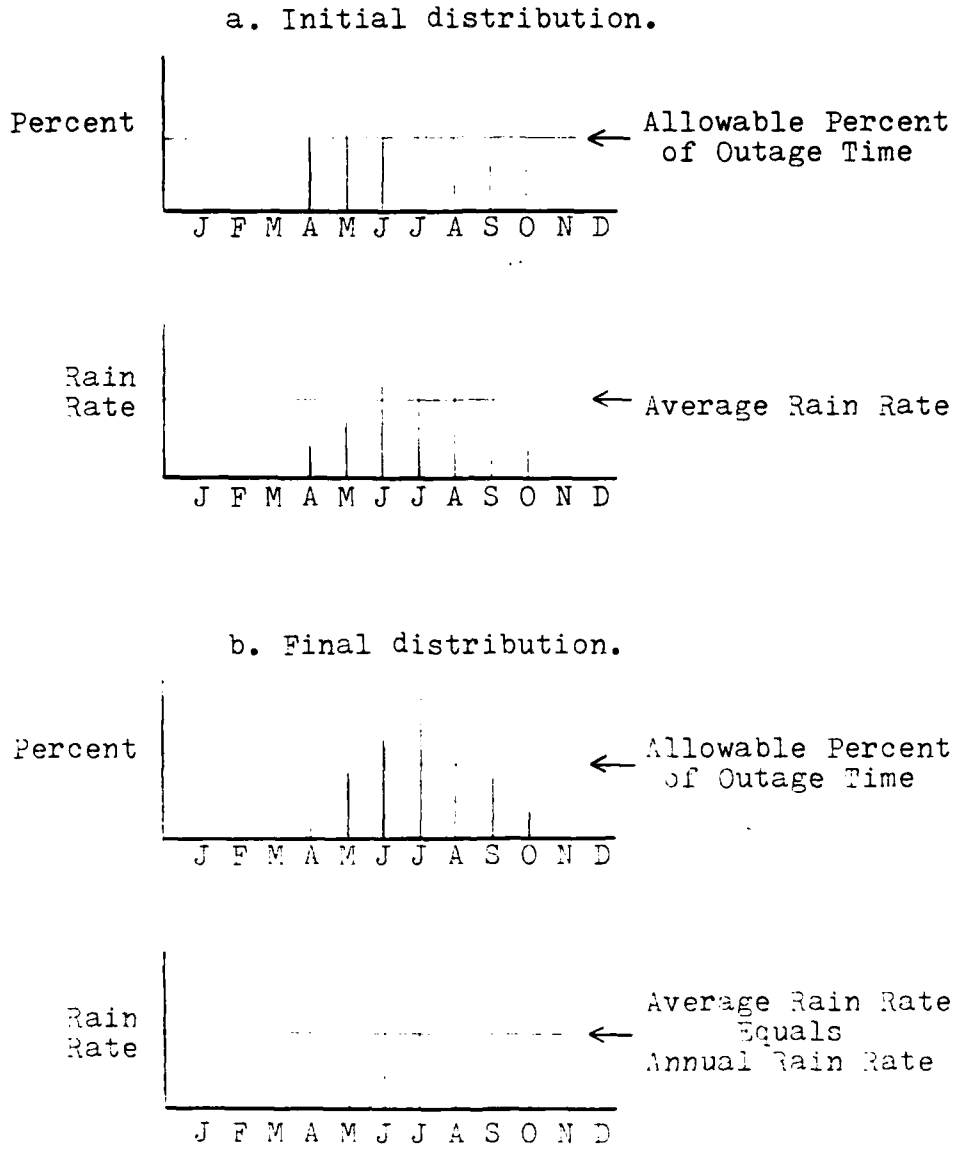 a. Initial distribution.
Percent
Allowable Percent
of Outage Time
J F M A M J J A S O N D
Rain
Rate
Average Rain Rate
J F M A M J J A S O N D
b. Final distribution.
Percent
Allowable Percent
of Outage Time
J F M A M J J A S O N D
Rain
Rate
Average Rain Rate
Equals
Annual Rain Rate
J F M A M J J A S O N D